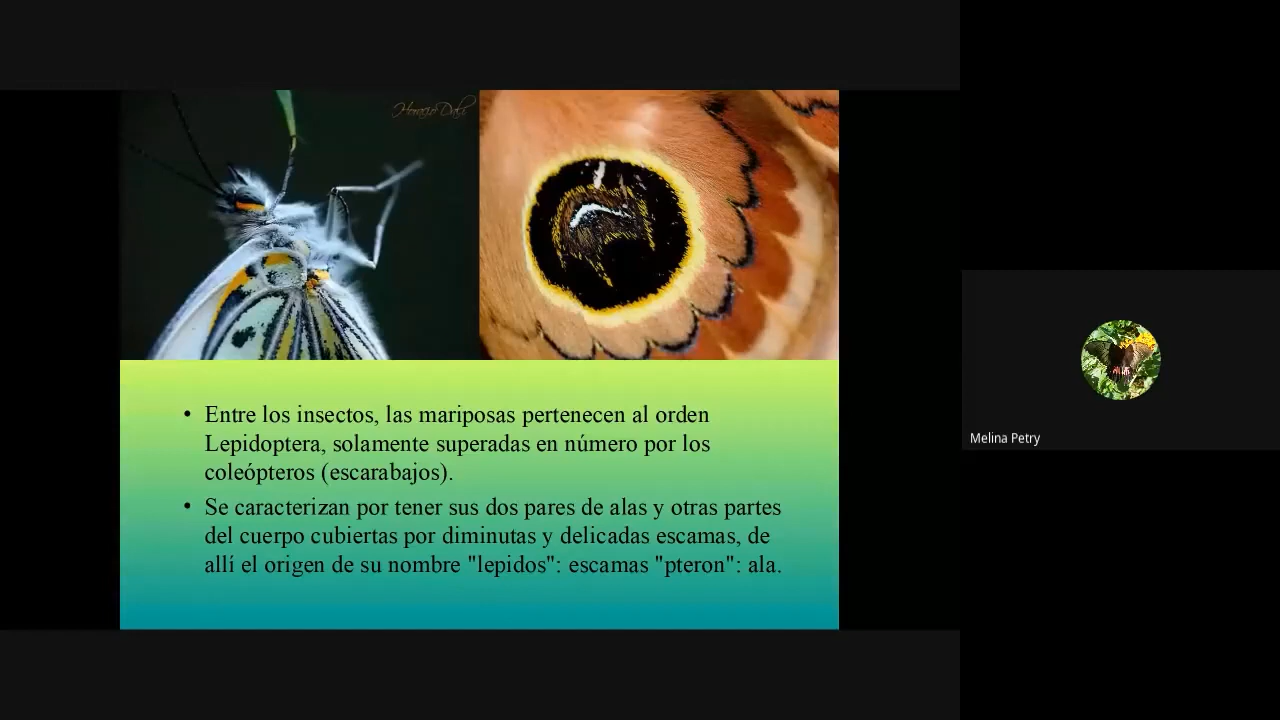 Horacio Dali
• Entre los insectos, las mariposas pertenecen al orden
Lepidoptera, solamente superadas en número por los
coleópteros (escarabajos).
• Se caracterizan por tener sus dos pares de alas y otras partes
del cuerpo cubiertas por diminutas y delicadas escamas, de
allí el origen de su nombre "lepidos": escamas "pteron": ala.
Melina Petry